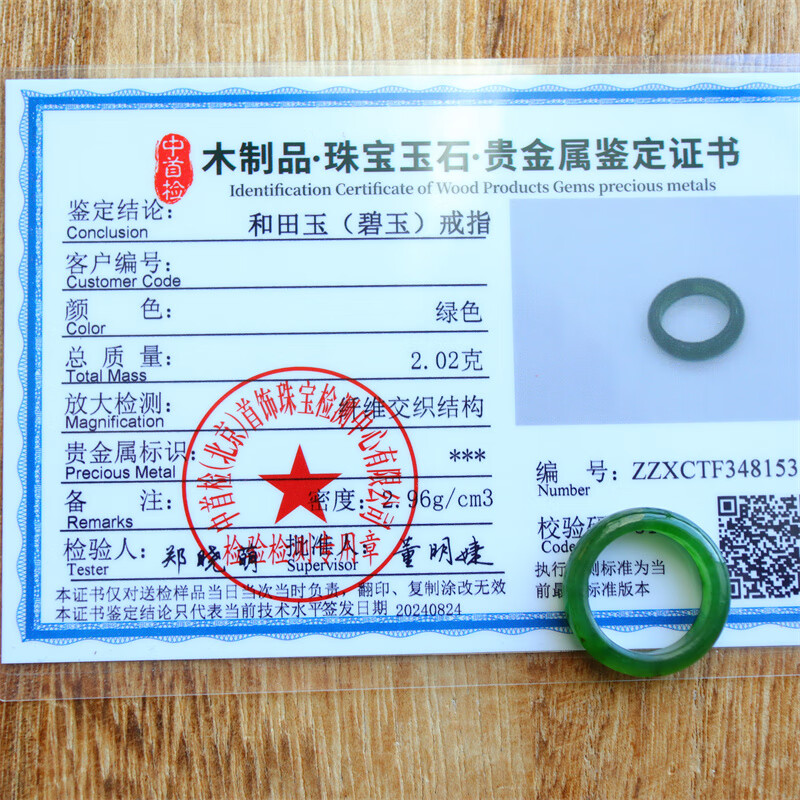 中首检
木制品·珠宝玉石·贵金属鉴定证书
Identification Certificate of Wood Products Gems precious metals
鉴定结论： 和田玉（碧玉）戒指
Conclusion
客户编号：
Customer Code
颜 色： 绿色
Color
总 质 量： 2.02克
Total Mass
放大检测： 纤维交织结构
Magnification
贵金属标识： ***
Precious Metal
备 注： 密度：2.96g/cm3
Remarks
检验人： 郑晓 批准人： 董明
Tester Supervisor
本证书仅对送检样品当日当次当时负责，翻印、复制涂改无效
本证书鉴定结论只代表当前技术水平签发日期 20240824
中首检(北京)首饰珠宝检测中心有限公司
检验检测专用章
编 号： ZZXCTF348153
Number
校验码
Code
执行 测标准为当
前最 标准版本